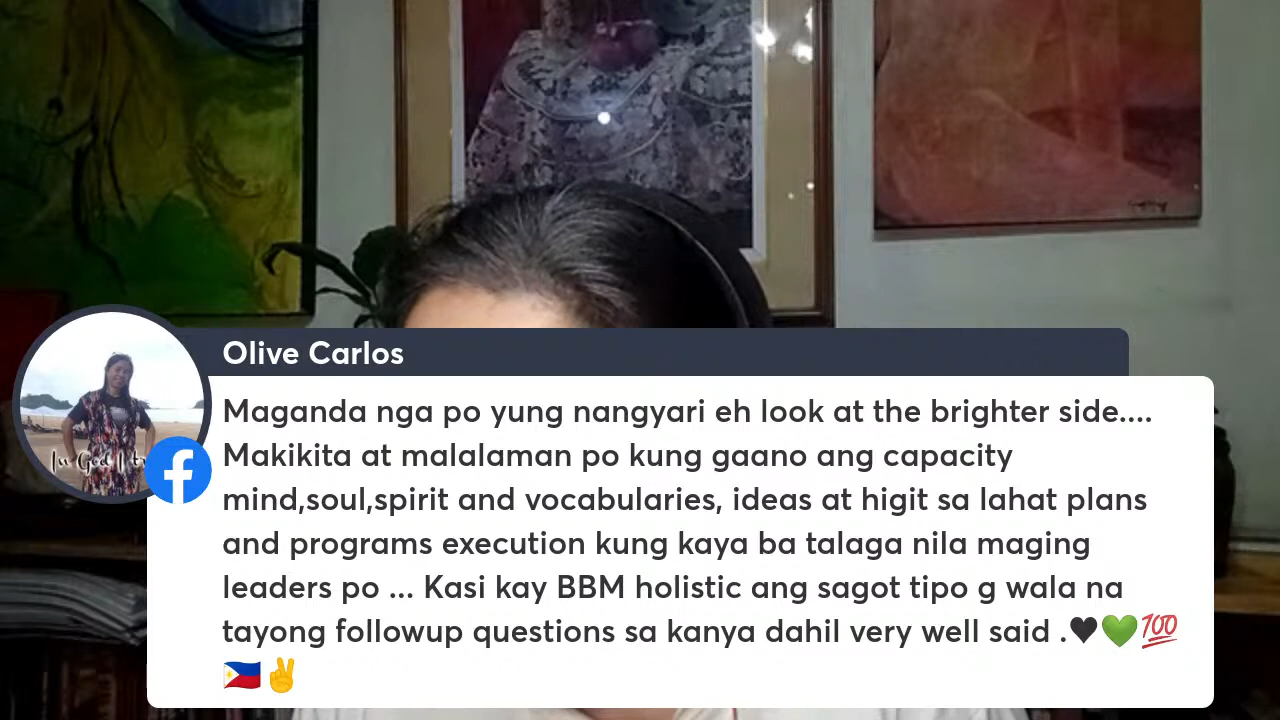 Olive Carlos
Maganda nga po yung nangyari eh look at the brighter side....
Makikita at malalaman po kung gaano ang capacity
mind,soul,spirit and vocabularies, ideas at higit sa lahat plans
and programs execution kung kaya ba talaga nila maging
leaders po ... Kasi kay BBM holistic ang sagot tipo g wala na
tayong followup questions sa kanya dahil very well said .♥💚💯
🇵🇭✌